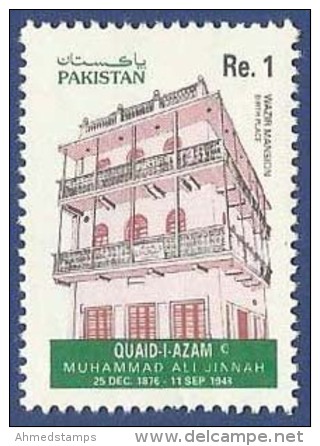 پاکستان
PAKISTAN
Re. 1
WAZIR MANSION
BIRTH PLACE
QUAID-I-AZAM
MUHAMMAD ALI JINNAH
25 DEC. 1876 - 11 SEP 1948
©Ahmedstamps
delcampe.net